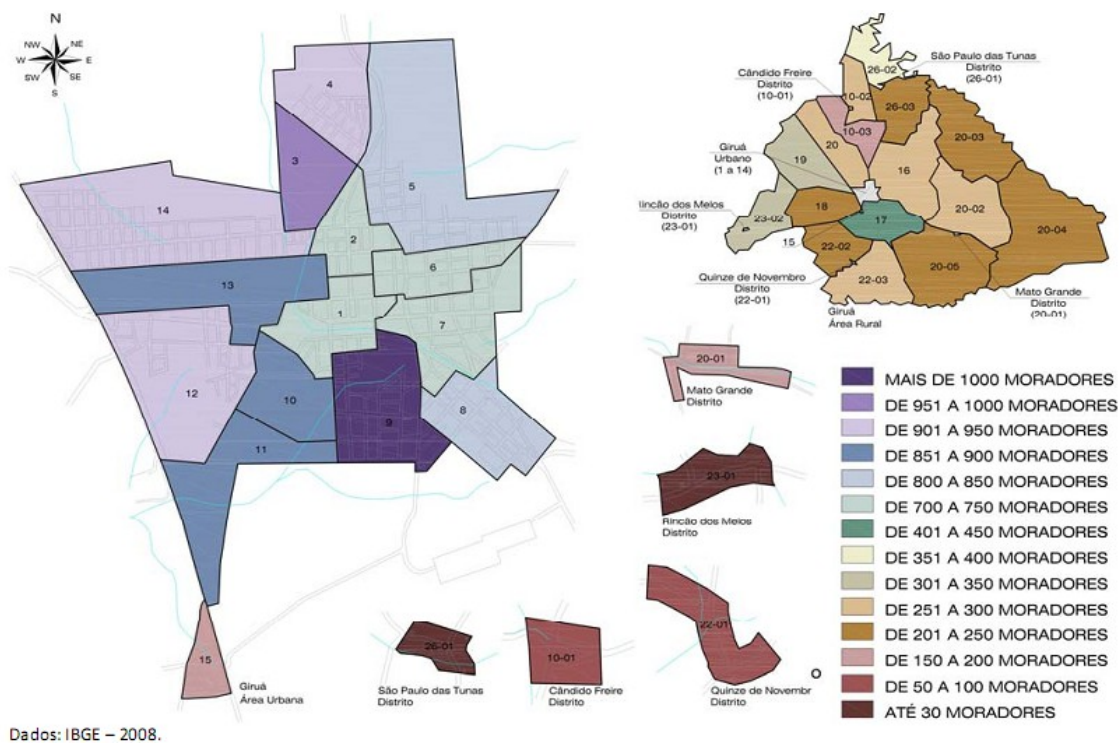 N
NW
NE
W
E
SW
SE
S
4
3
5
14
2
6
13
1
7
12
10
9
8
11
15
Giruá
Área Urbana
26-02
São Paulo das Tunas
Distrito
(26-01)
Cândido Freire
Distrito
(10-01)
10-02
26-03
10-03
20-03
20
Giruá
Urbano
(1 a 14)
19
16
Rincão dos Melos
Distrito
(23-01)
23-02
18
17
20-02
20-04
15
22-02
Quinze de Novembro
Distrito
(22-01)
22-03
20-05
Mato Grande
Distrito
(20-01)
Giruá
Área Rural
20-01
Mato Grande
Distrito
23-01
Rincão dos Melos
Distrito
22-01
Quinze de Novembr
o
Distrito
26-01
São Paulo das Tunas
Distrito
10-01
Cândido Freire
Distrito
MAIS DE 1000 MORADORES
DE 951 A 1000 MORADORES
DE 901 A 950 MORADORES
DE 851 A 900 MORADORES
DE 800 A 850 MORADORES
DE 700 A 750 MORADORES
DE 401 A 450 MORADORES
DE 351 A 400 MORADORES
DE 301 A 350 MORADORES
DE 251 A 300 MORADORES
DE 201 A 250 MORADORES
DE 150 A 200 MORADORES
DE 50 A 100 MORADORES
ATÉ 30 MORADORES
Dados: IBGE – 2008.